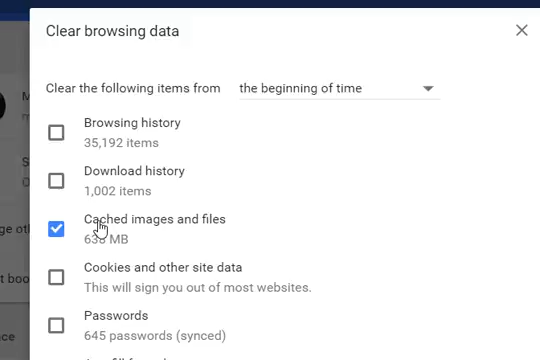 Clear browsing data
Clear the following items from the beginning of time
Browsing history
35,192 items
Download history
1,002 items
Cached images and files
MB
Cookies and other site data
This will sign you out of most websites.
Passwords
645 passwords (synced)